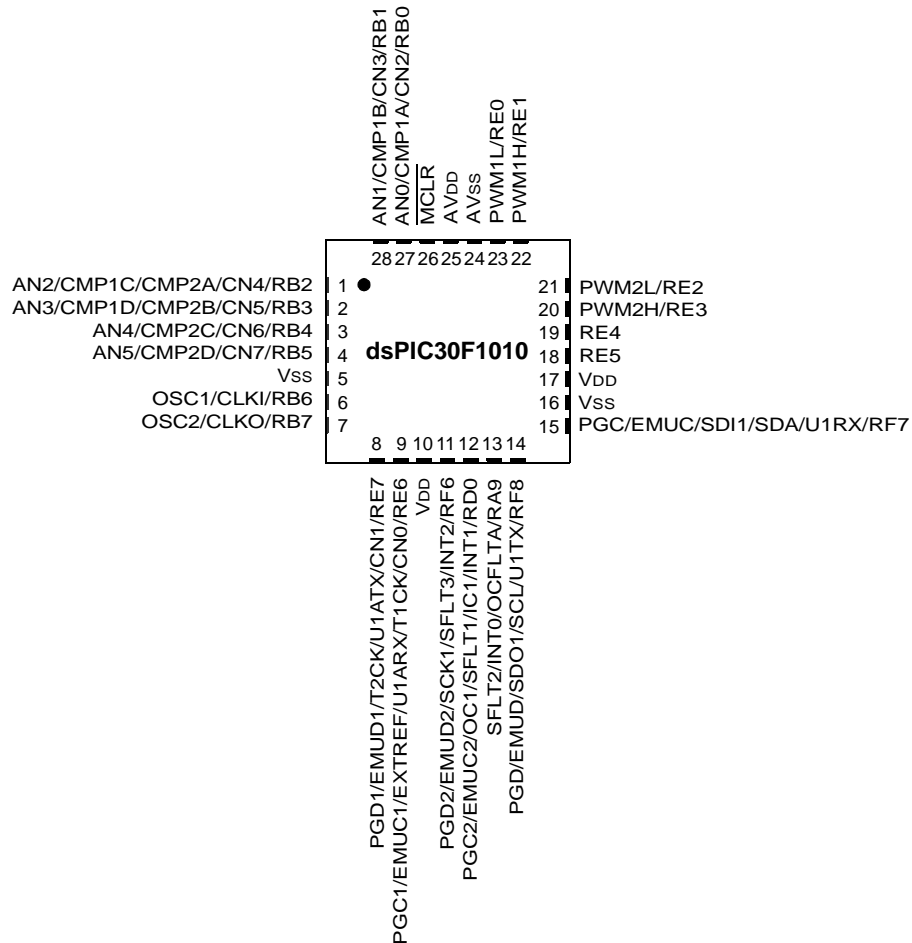 AN1/CMP1B/CN3/RB1
AN0/CMP1A/CN2/RB0
MCLR
AVDD
AVSS
PWM1L/RE0
PWM1H/RE1
28 27 26 25 24 23 22
AN2/CMP1C/CMP2A/CN4/RB2 1
AN3/CMP1D/CMP2B/CN5/RB3 2
AN4/CMP2C/CN6/RB4 3
AN5/CMP2D/CN7/RB5 4
VSS 5
OSC1/CLKI/RB6 6
OSC2/CLKO/RB7 7
dsPIC30F1010
21 PWM2L/RE2
20 PWM2H/RE3
19 RE4
18 RE5
17 VDD
16 VSS
15 PGC/EMUC/SDI1/SDA/U1RX/RF7
8 9 10 11 12 13 14
PGD1/EMUD1/T2CK/U1ATX/CN1/RE7
PGC1/EMUC1/EXTREF/U1ARX/T1CK/CN0/RE6
VDD
PGD2/EMUD2/SCK1/SFLT3/INT2/RF6
PGC2/EMUC2/OC1/SFLT1/IC1/INT1/RD0
SFLT2/INT0/OCFLTA/RA9
PGD/EMUD/SDO1/SCL/U1TX/RF8